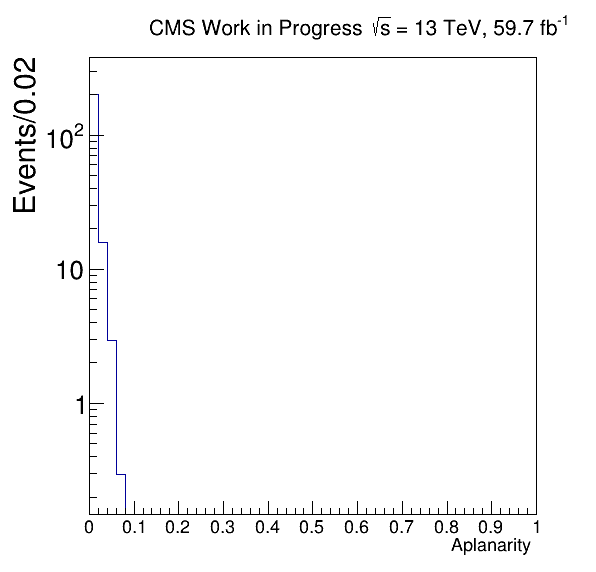 CMS Work in Progress √s = 13 TeV, 59.7 fb⁻¹
Events/0.02
10²
10
1
0 0.1 0.2 0.3 0.4 0.5 0.6 0.7 0.8 0.9 1
Aplanarity